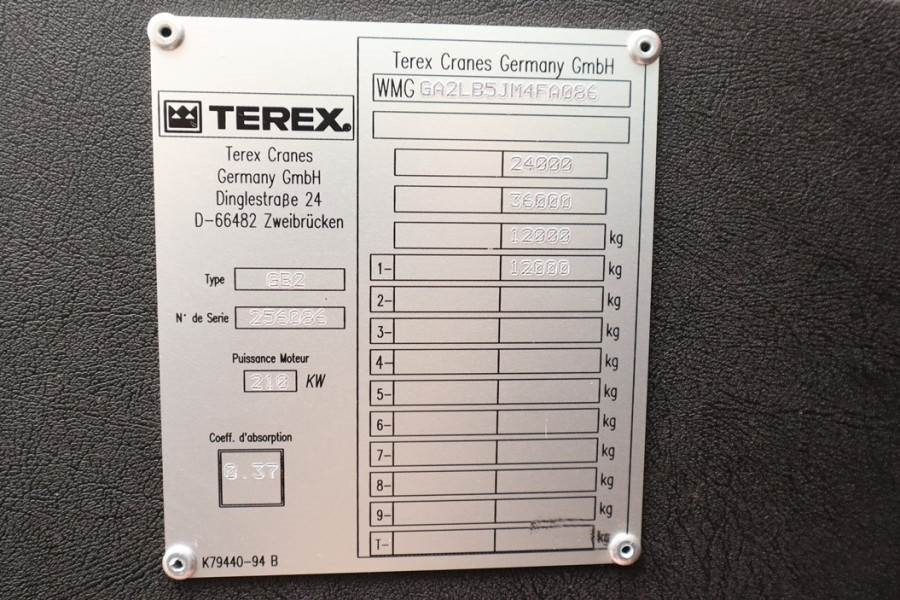 TEREX®
Terex Cranes
Germany GmbH
Dinglestraße 24
D-66482 Zweibrücken
Type GE2
N° de Serie 256086
Puissance Moteur
210 KW
Coeff. d'absorption
0.37
K79440-94 B
Terex Cranes Germany GmbH
WMG GA2LB5JM4FA086
24000
36000
12000 kg
1- 12000 kg
2- kg
3- kg
4- kg
5- kg
6- kg
7- kg
8- kg
9- kg
T- kg